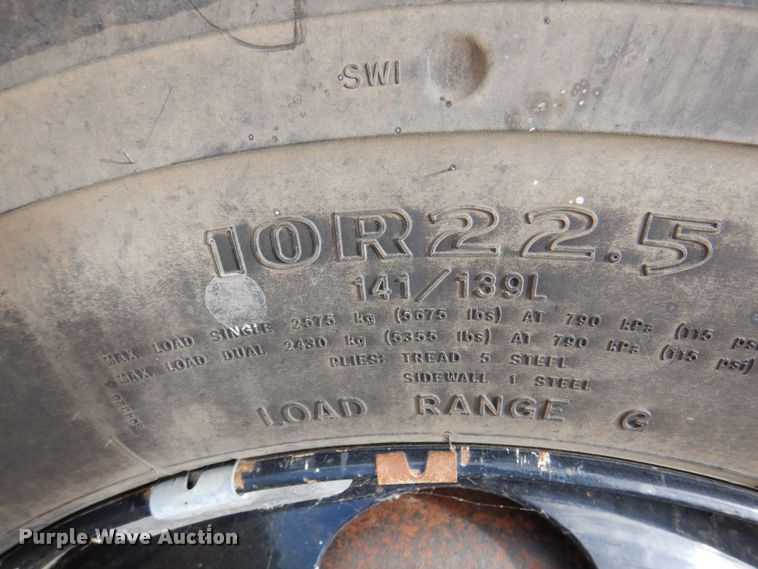 SWI
10R22.5
141/139L
MAX. LOAD SINGLE 2575 kg (5675 lbs) AT 790 kPa (115 psi
MAX. LOAD DUAL 2430 kg (5355 lbs) AT 790 kPa (115 psi)
PLIES: TREAD 5 STEEL
SIDEWALL 1 STEEL
LOAD RANGE G
Purple Wave Auction